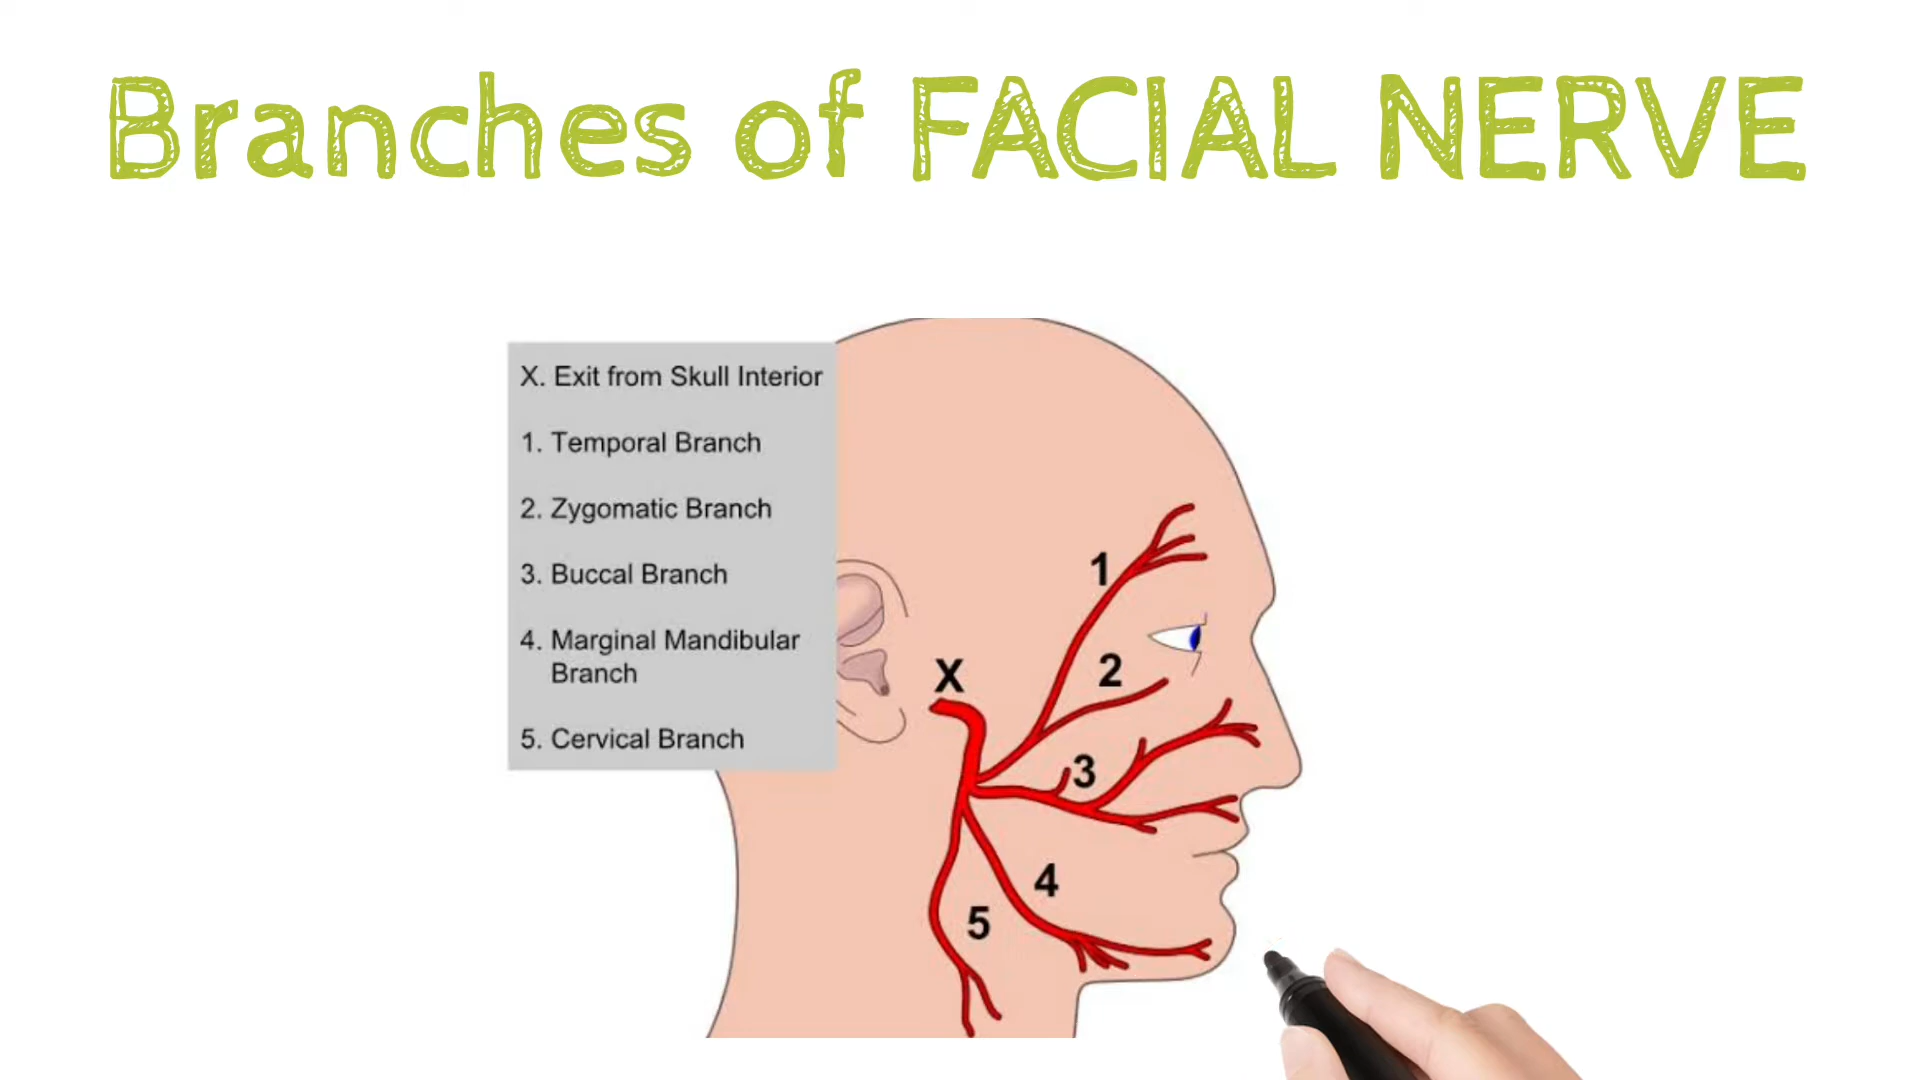 Branches of FACIAL NERVE
X. Exit from Skull Interior
1. Temporal Branch
2. Zygomatic Branch
3. Buccal Branch
4. Marginal Mandibular
Branch
5. Cervical Branch
1
2
X
3
4
5